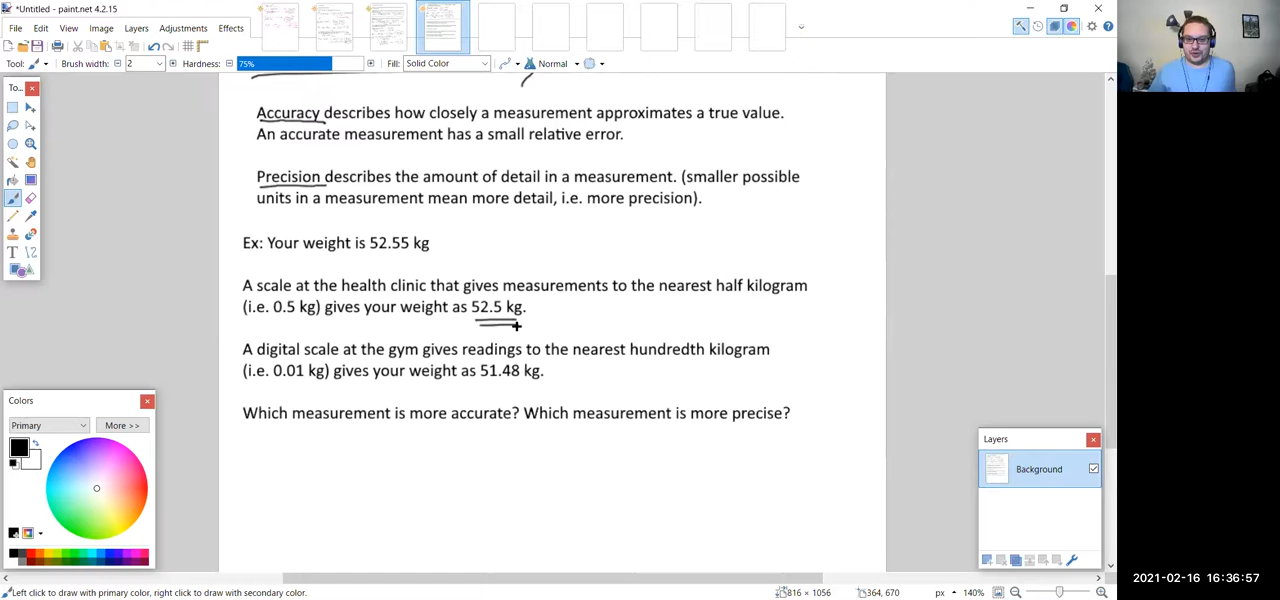 *Untitled - paint.net 4.2.15
File Edit View Image Layers Adjustments Effects
Tool: Brush width: 2 Hardness: 75% Fill: Solid Color Normal
To...
Accuracy describes how closely a measurement approximates a true value.
An accurate measurement has a small relative error.
Precision describes the amount of detail in a measurement. (smaller possible
units in a measurement mean more detail, i.e. more precision).
Ex: Your weight is 52.55 kg
A scale at the health clinic that gives measurements to the nearest half kilogram
(i.e. 0.5 kg) gives your weight as 52.5 kg.
A digital scale at the gym gives readings to the nearest hundredth kilogram
(i.e. 0.01 kg) gives your weight as 51.48 kg.
Which measurement is more accurate? Which measurement is more precise?
Colors
Primary More >>
Layers
Background
2021-02-16 16:36:57
Left click to draw with primary color, right click to draw with secondary color. 816 × 1056 364, 670 px 140%